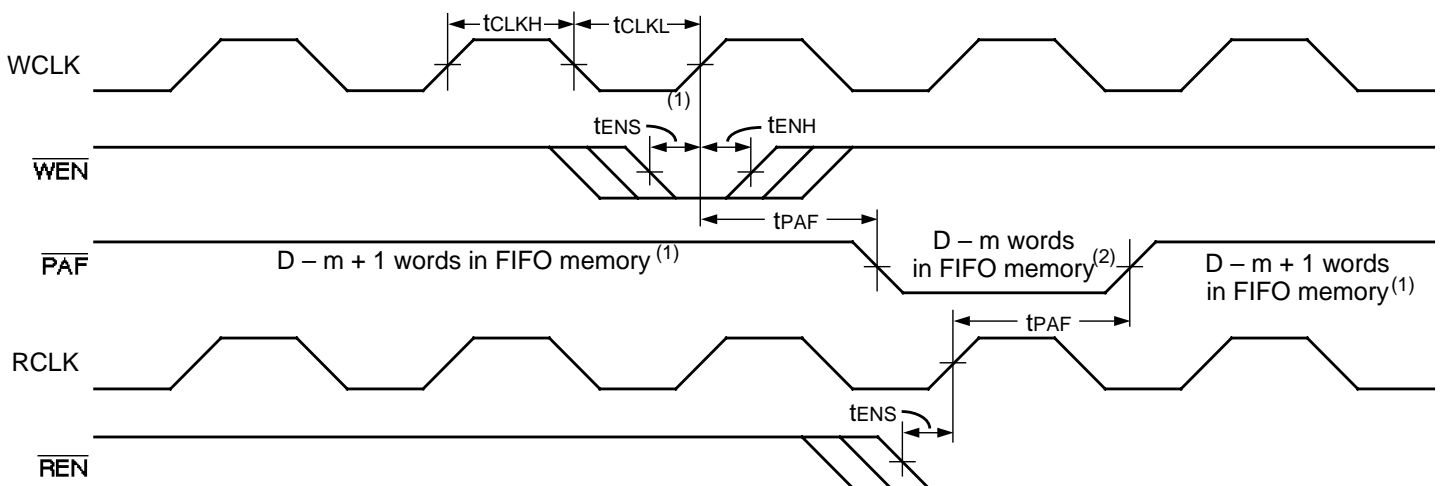 tCLKH
tCLKL
WCLK
(1)
tENS
tENH
WEN
tPAF
PAF
D – m + 1 words in FIFO memory (1)
D – m words
in FIFO memory(2)
D – m + 1 words
in FIFO memory(1)
tPAF
RCLK
tENS
REN